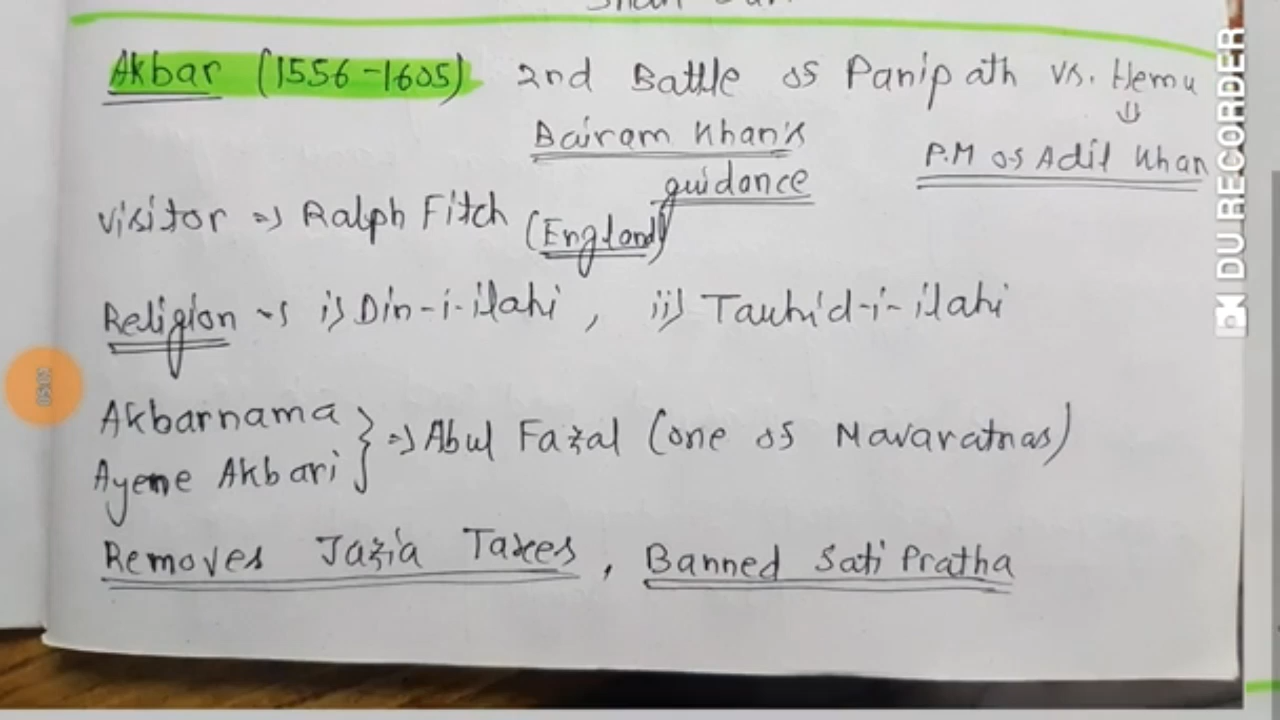 Akbar (1556-1605) 2nd Battle of Panipath vs. Hemu
⇓
Bairam Khan's guidance
P.M of Adil Khan
Visitor ⇒ Ralph Fitch (England)
Religion → i) Din-i-ilahi, ii) Tauhid-i-ilahi
Akbarnama
Ayene Akbari } ⇒ Abul Fazal (one of Navaratnas)
Removes Jazia Taxes, Banned Sati Pratha
DU RECORDER
05:03